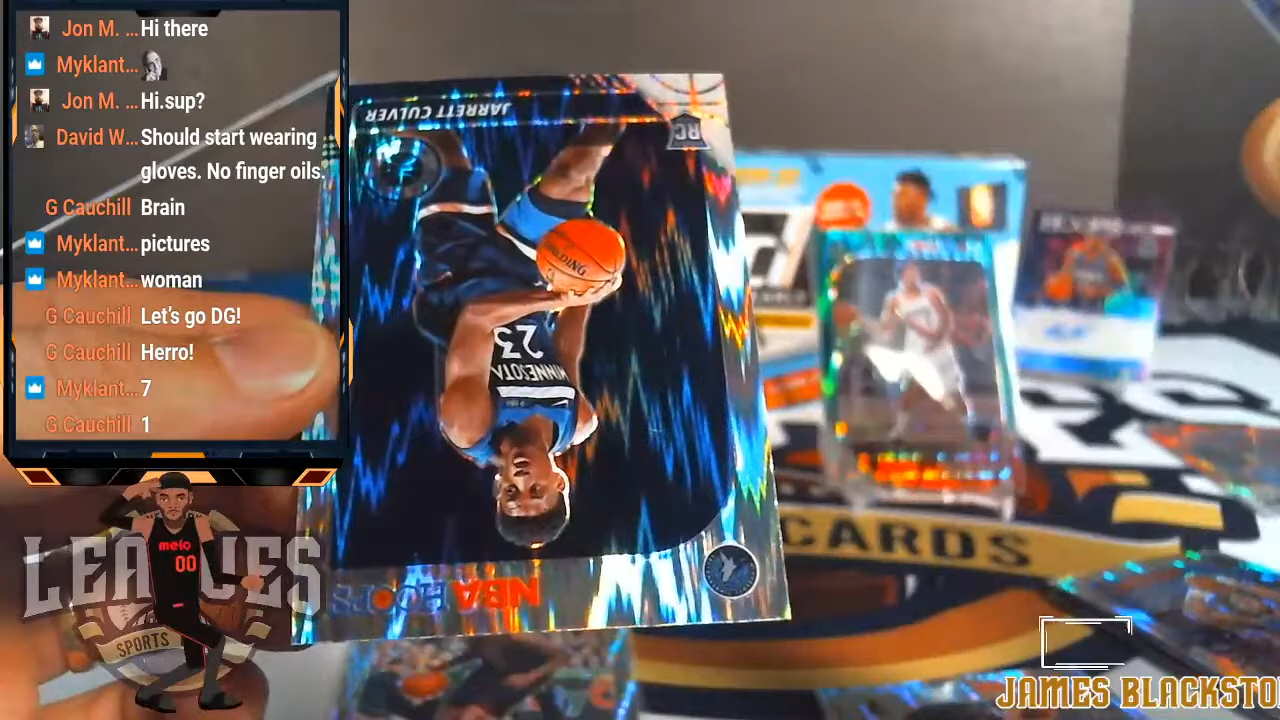 Jon M. ... Hi there
Myklant...
Jon M. ... Hi.sup?
David W... Should start wearing
gloves. No finger oils.
G Cauchill Brain
Myklant... pictures
Myklant... woman
G Cauchill Let's go DG!
G Cauchill Herro!
Myklant... 7
G Cauchill 1
JARRETT CULVER
RC
SPALDING
23
MINNESOTA
NBA HOOPS
melo
00
SPORTS
CARDS
JAMES BLACKSTO